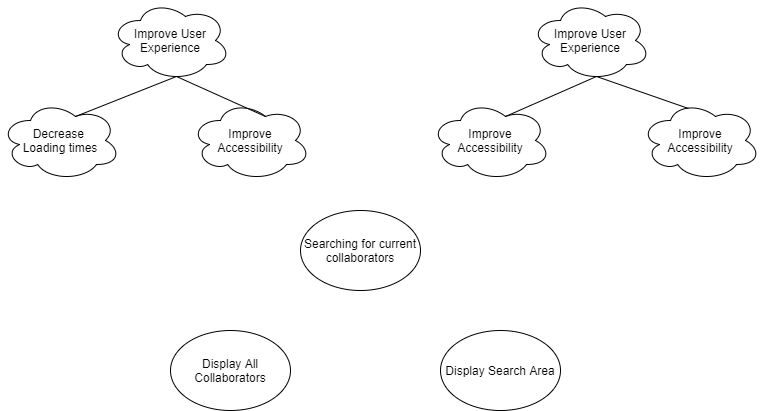 Improve User
Experience
Improve User
Experience
Decrease
Loading times
Improve
Accessibility
Improve
Accessibility
Improve
Accessibility
Searching for current
collaborators
Display All
Collaborators
Display Search Area